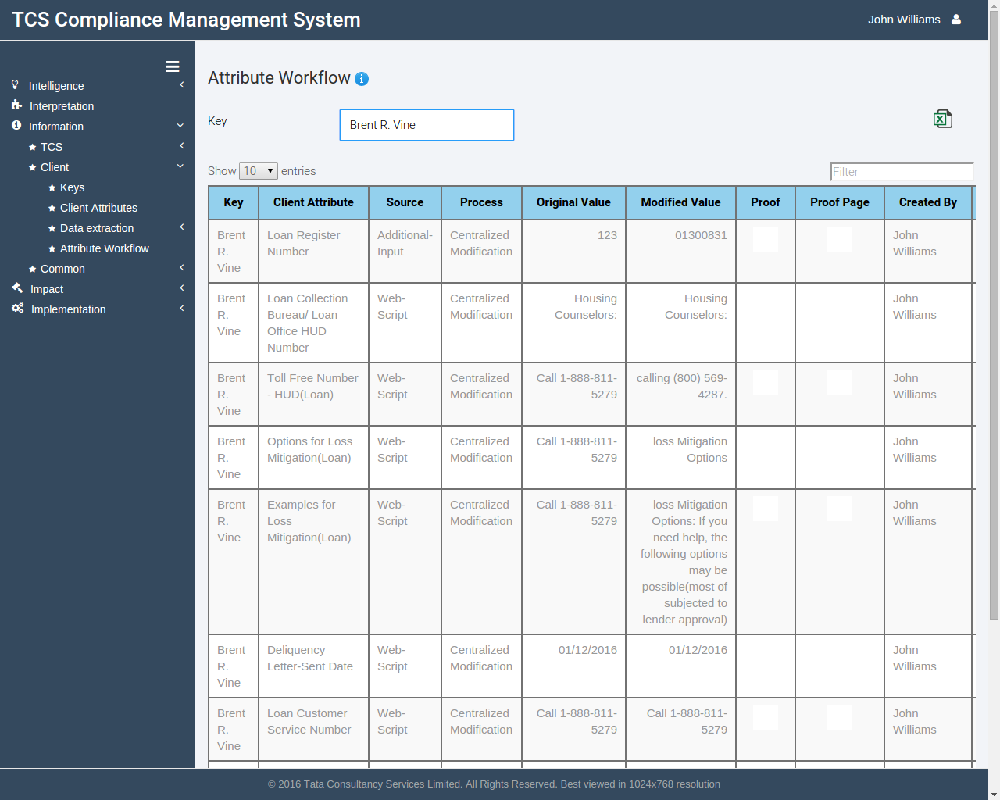 TCS Compliance Management System
John Williams
Intelligence
Interpretation
Information
TCS
Client
Keys
Client Attributes
Data extraction
Attribute Workflow
Common
Impact
Implementation
Attribute Workflow
Key
Brent R. Vine
Show 10 entries
Filter
Key Client Attribute Source Process Original Value Modified Value Proof Proof Page Created By
Brent Loan Register Additional- Centralized 123 01300831 John
R. Number Input Modification Williams
Vine
Brent Loan Collection Web- Centralized Housing Housing John
R. Bureau/ Loan Script Modification Counselors: Counselors: Williams
Vine Office HUD
Number
Brent Toll Free Number Web- Centralized Call 1-888-811- calling (800) 569- John
R. - HUD(Loan) Script Modification 5279 4287. Williams
Vine
Brent Options for Loss Web- Centralized Call 1-888-811- loss Mitigation John
R. Mitigation(Loan) Script Modification 5279 Options Williams
Vine
Brent Examples for Web- Centralized Call 1-888-811- loss Mitigation John
R. Loss Script Modification 5279 Options: If you Williams
Vine Mitigation(Loan) need help, the
following options
may be
possible(most of
subjected to
lender approval)
Brent Deliquency Web- Centralized 01/12/2016 01/12/2016 John
R. Letter-Sent Date Script Modification Williams
Vine
Brent Loan Customer Web- Centralized Call 1-888-811- Call 1-888-811- John
R. Service Number Script Modification 5279 5279 Williams
Vine
© 2016 Tata Consultancy Services Limited. All Rights Reserved. Best viewed in 1024x768 resolution